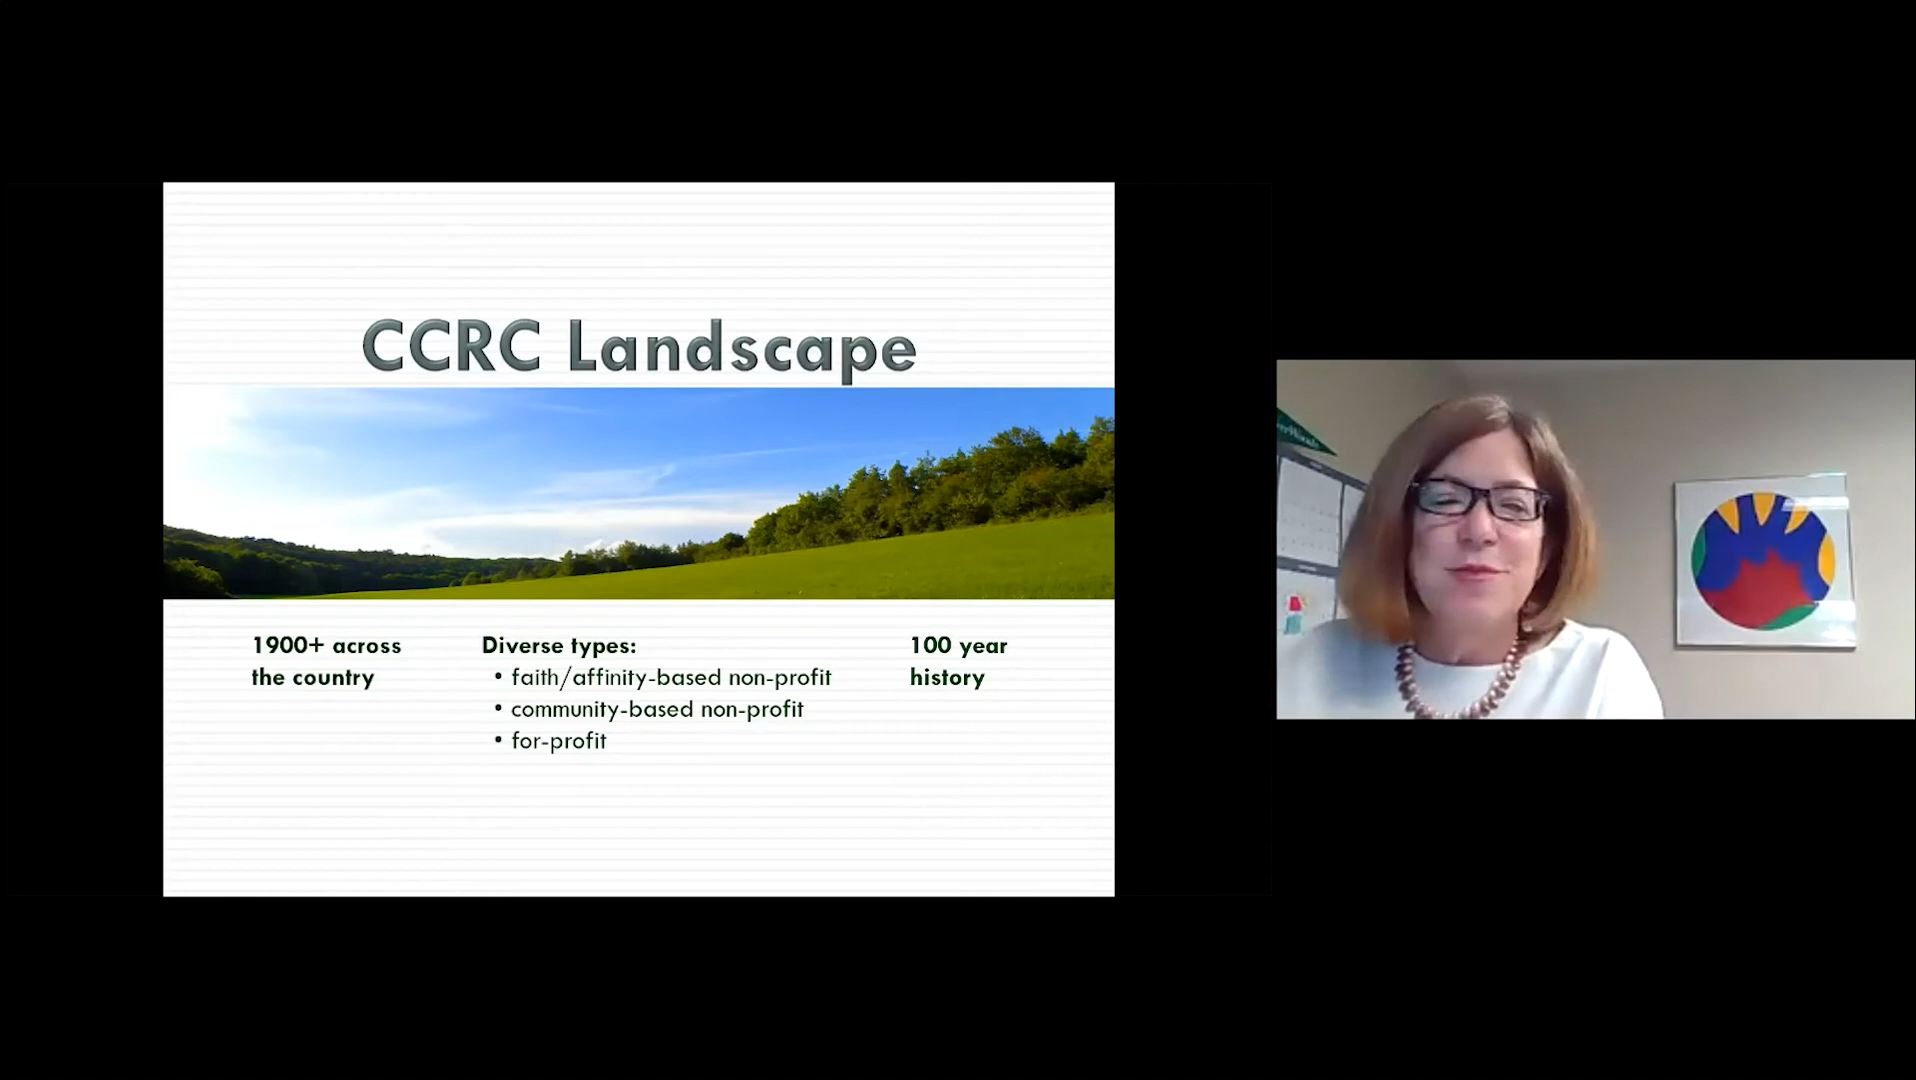 CCRC Landscape
1900+ across
the country
Diverse types:
• faith/affinity-based non-profit
• community-based non-profit
• for-profit
100 year
history